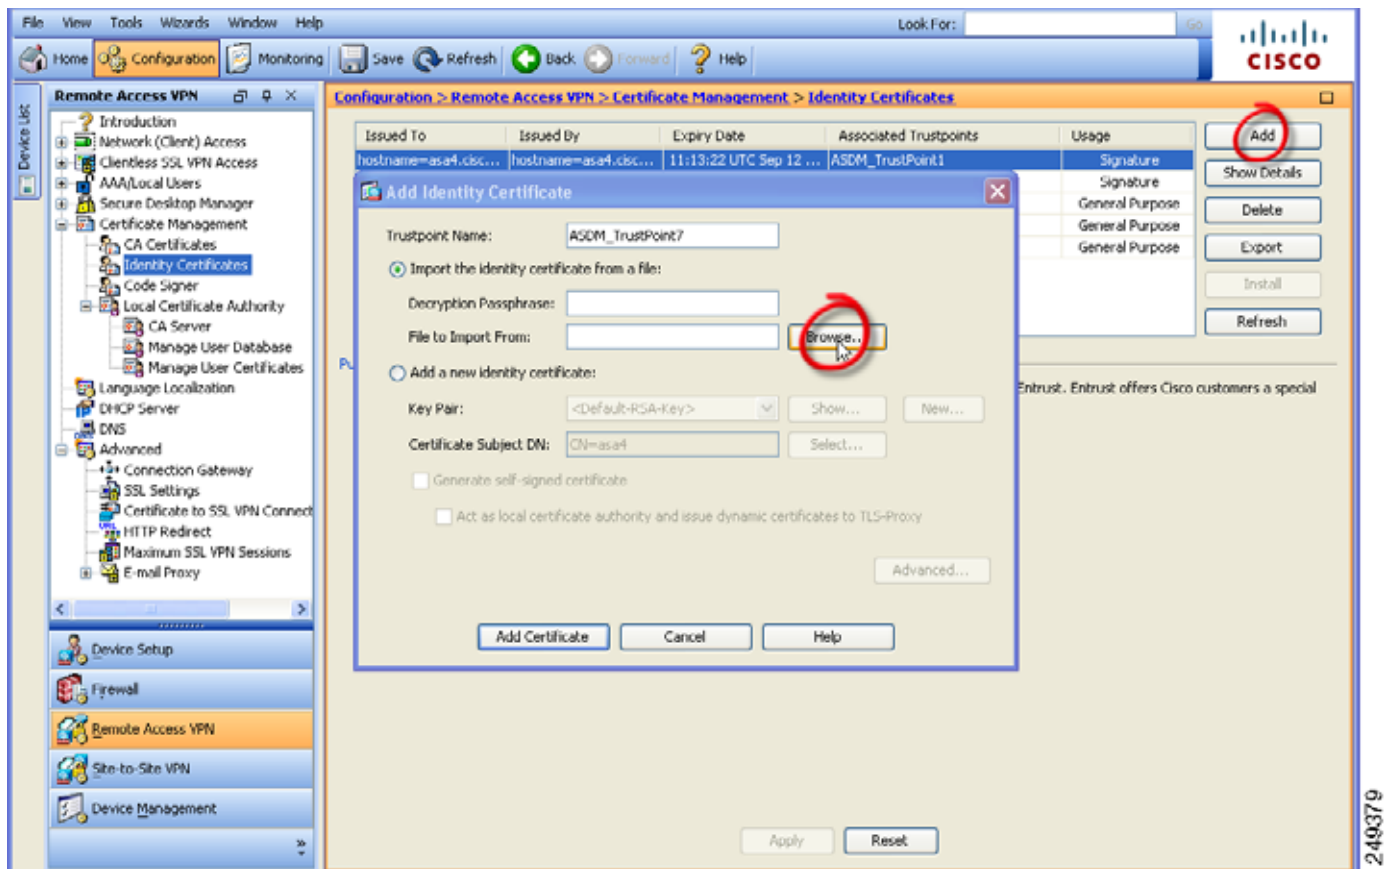 File View Tools Wizards Window Help Look For: Go
Home Configuration Monitoring Save Refresh Back Forward Help
CISCO
Device List
Remote Access VPN
Introduction
Network (Client) Access
Clientless SSL VPN Access
AAA/Local Users
Secure Desktop Manager
Certificate Management
CA Certificates
Identity Certificates
Code Signer
Local Certificate Authority
CA Server
Manage User Database
Manage User Certificates
Language Localization
DHCP Server
DNS
Advanced
Connection Gateway
SSL Settings
Certificate to SSL VPN Connect
HTTP Redirect
Maximum SSL VPN Sessions
E-mail Proxy
Device Setup
Firewall
Remote Access VPN
Site-to-Site VPN
Device Management
Configuration > Remote Access VPN > Certificate Management > Identity Certificates
Issued To Issued By Expiry Date Associated Trustpoints Usage
hostname=asa4.cisc... hostname=asa4.cisc... 11:13:22 UTC Sep 12 ... ASDM_TrustPoint1 Signature
Signature
General Purpose
General Purpose
General Purpose
Add
Show Details
Delete
Export
Install
Refresh
Pu
Entrust. Entrust offers Cisco customers a special
Add Identity Certificate
Trustpoint Name: ASDM_TrustPoint7
Import the identity certificate from a file:
Decryption Passphrase:
File to Import From: Browse...
Add a new identity certificate:
Key Pair: <Default-RSA-Key> Show... New...
Certificate Subject DN: CN=asa4 Select...
Generate self-signed certificate
Act as local certificate authority and issue dynamic certificates to TLS-Proxy
Advanced...
Add Certificate Cancel Help
Apply Reset
249379